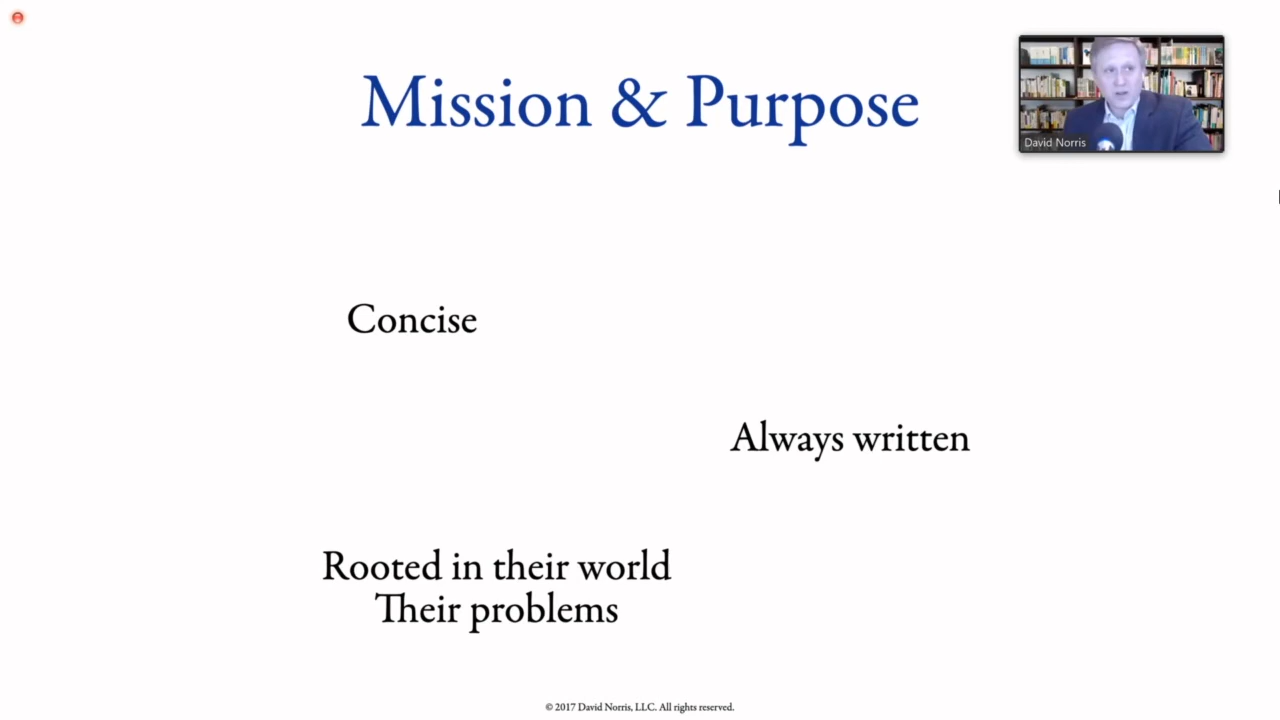 Mission & Purpose
David Norris
Concise
Always written
Rooted in their world
Their problems
© 2017 David Norris, LLC. All rights reserved.